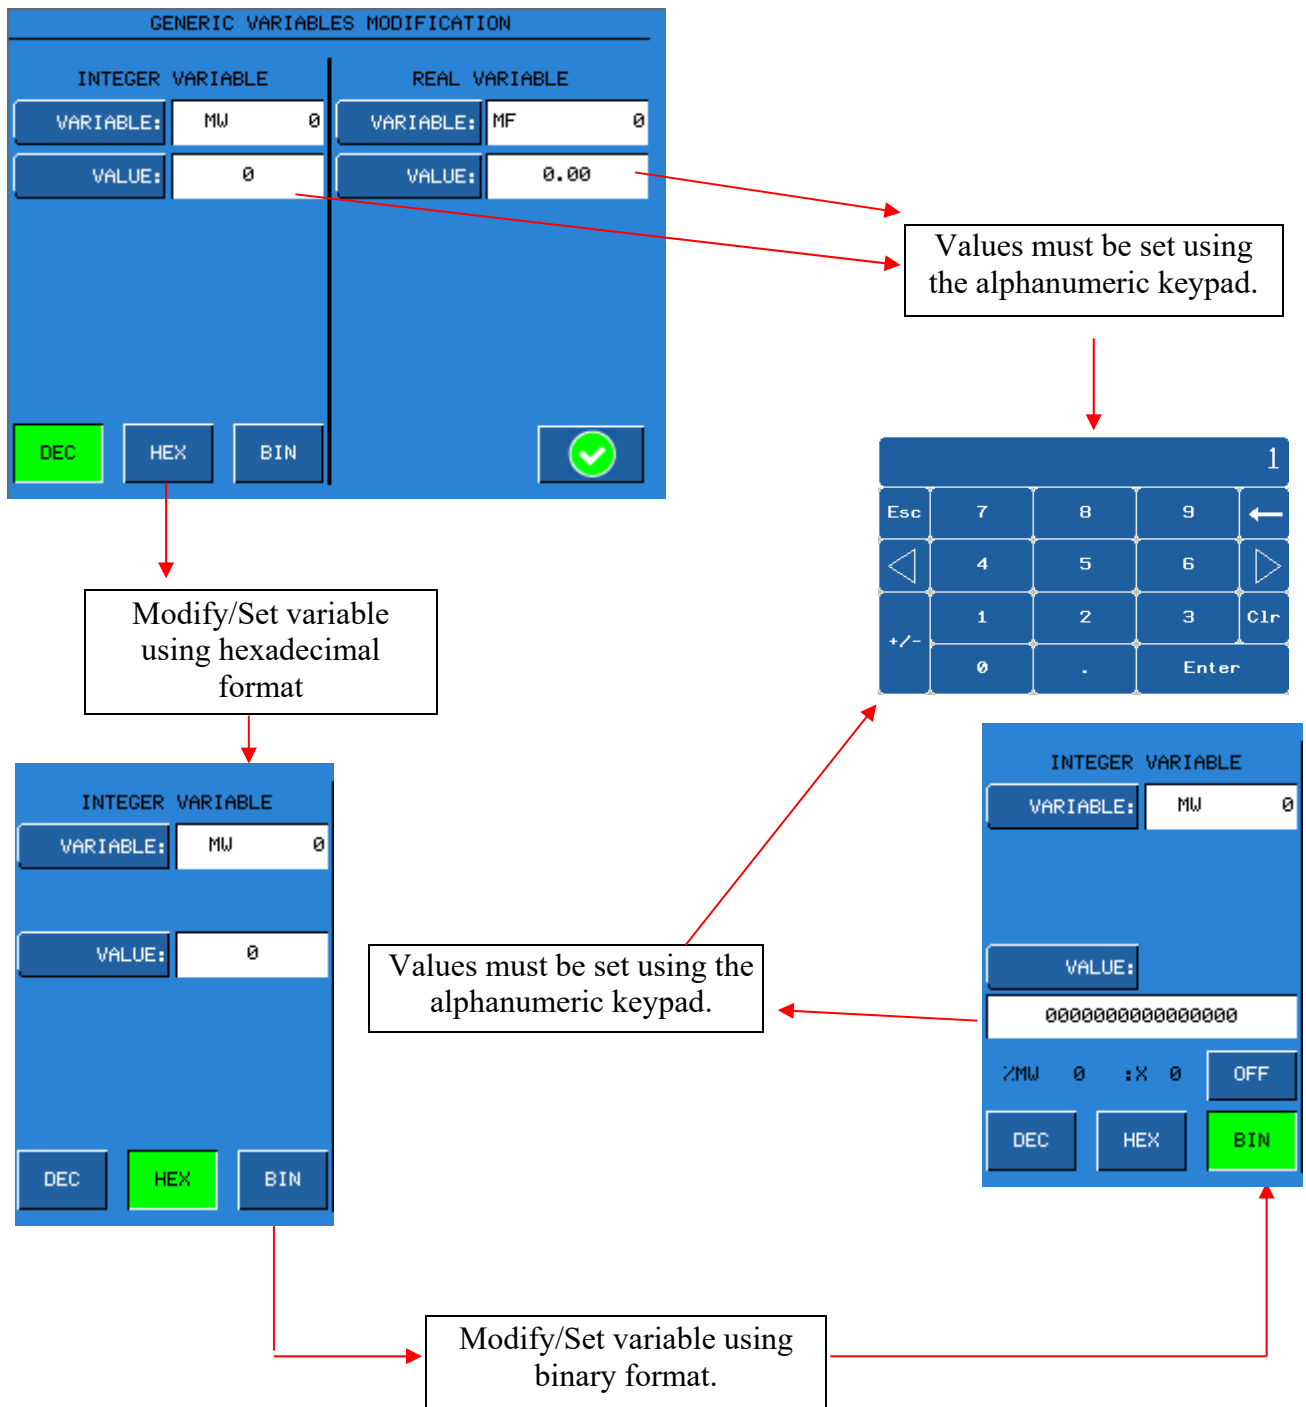 GENERIC VARIABLES MODIFICATION
INTEGER VARIABLE
VARIABLE: MW 0
VALUE: 0
REAL VARIABLE
VARIABLE: MF 0
VALUE: 0.00
DEC HEX BIN
Values must be set using
the alphanumeric keypad.
1
Esc 7 8 9
4 5 6
+/- 1 2 3 Clr
0 . Enter
Modify/Set variable
using hexadecimal
format
INTEGER VARIABLE
VARIABLE: MW 0
VALUE: 0
DEC HEX BIN
Values must be set using the
alphanumeric keypad.
INTEGER VARIABLE
VARIABLE: MW 0
VALUE:
0000000000000000
%MW 0 :X 0 OFF
DEC HEX BIN
Modify/Set variable using
binary format.